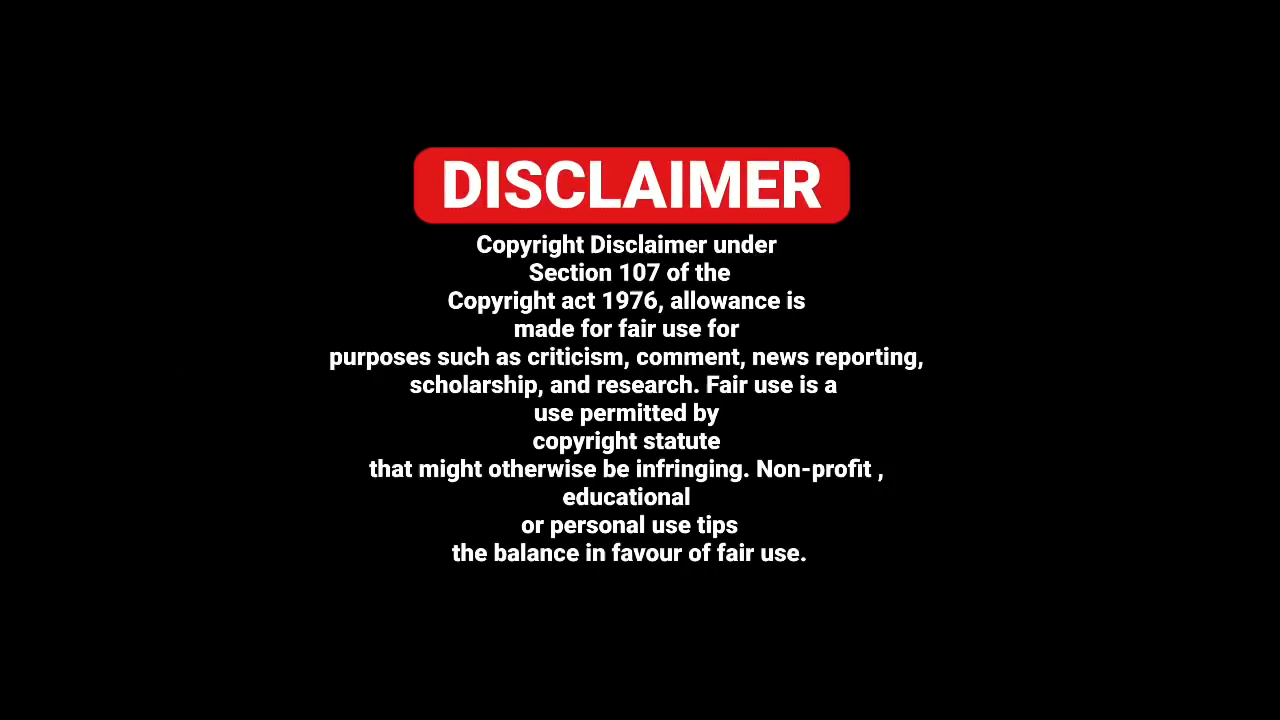 DISCLAIMER
Copyright Disclaimer under
Section 107 of the
Copyright act 1976, allowance is
made for fair use for
purposes such as criticism, comment, news reporting,
scholarship, and research. Fair use is a
use permitted by
copyright statute
that might otherwise be infringing. Non-profit ,
educational
or personal use tips
the balance in favour of fair use.